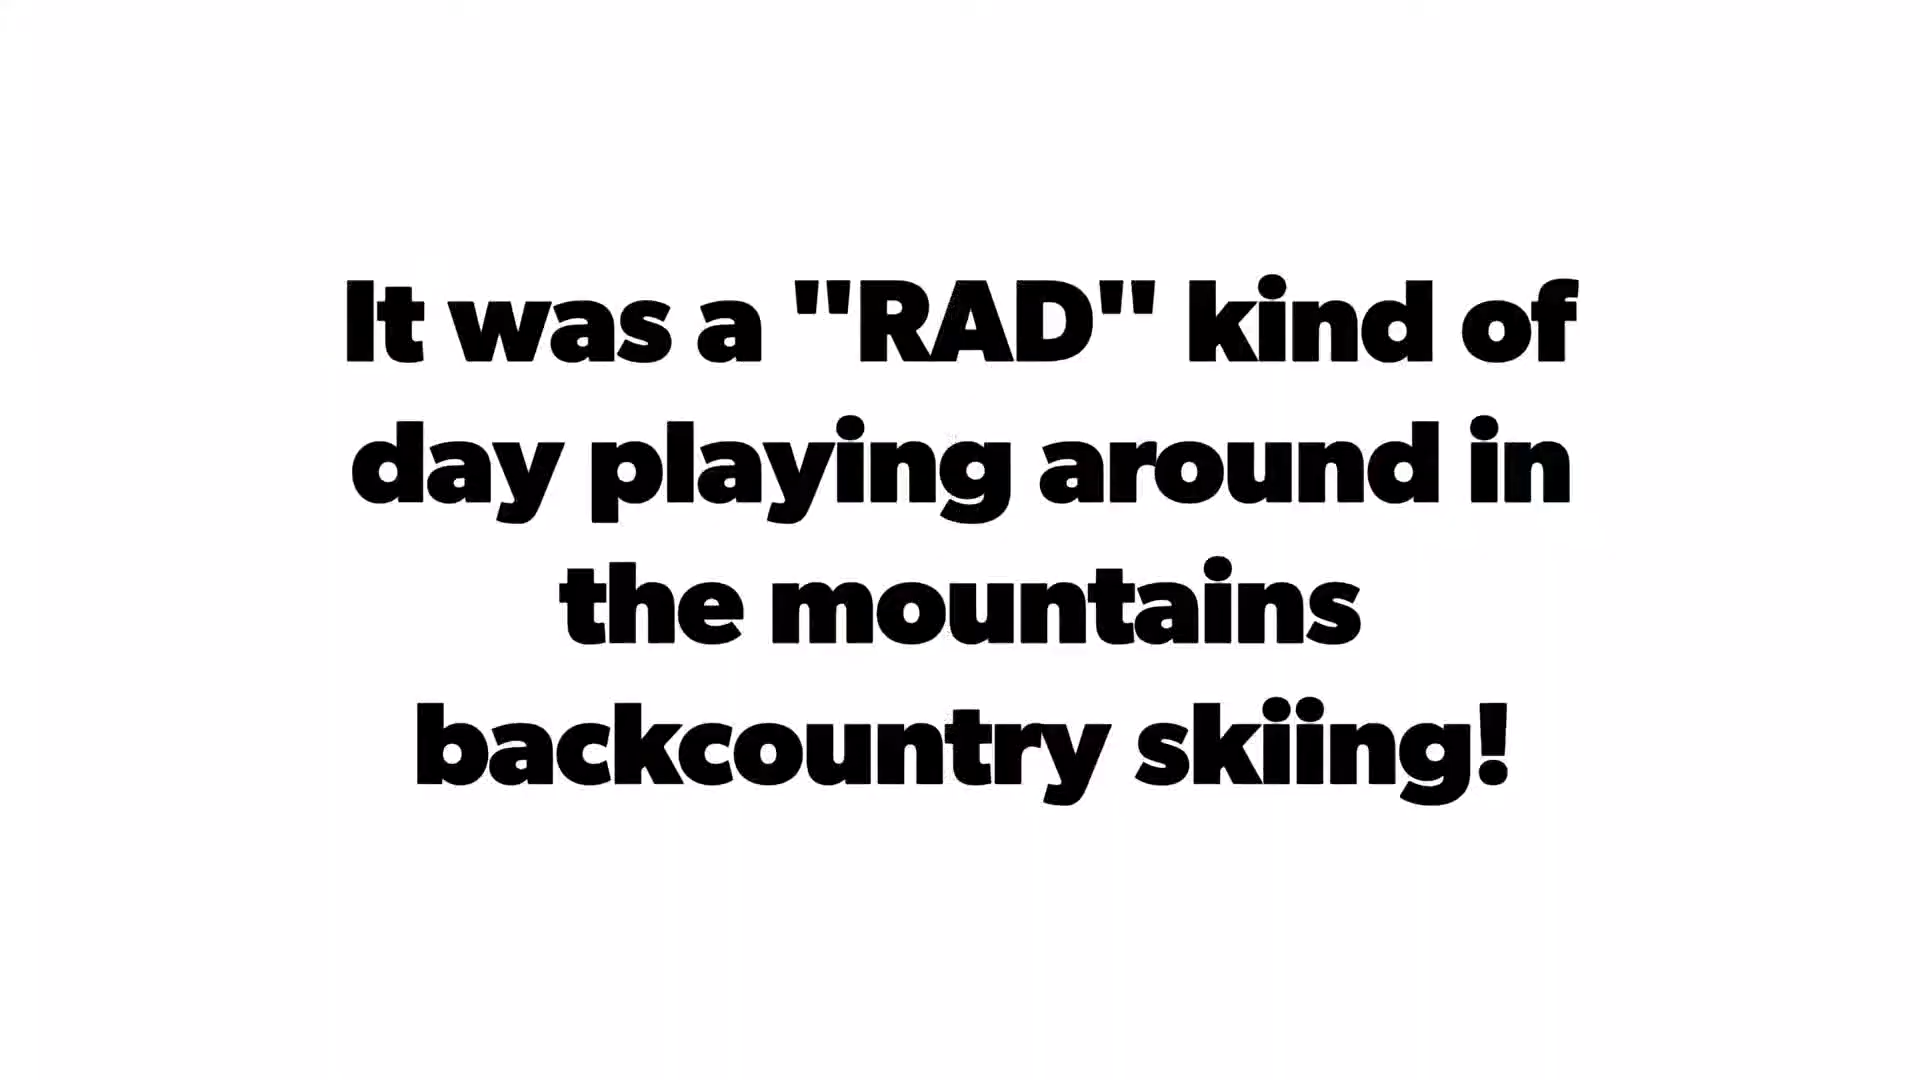 It was a "RAD" kind of
day playing around in
the mountains
backcountry skiing!